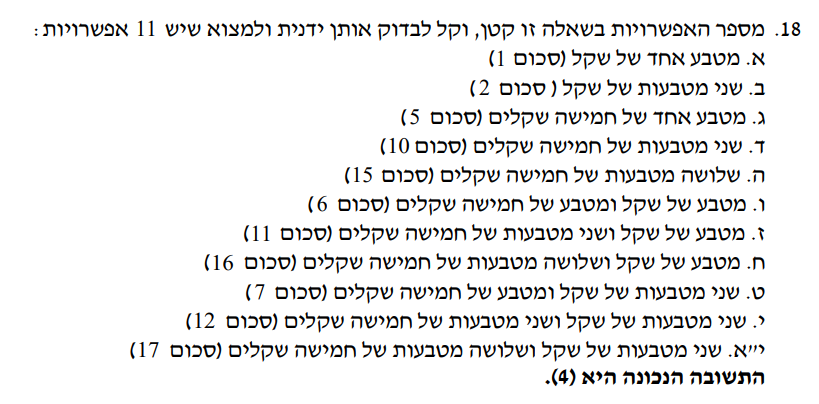 18. מספר האפשרויות בשאלה זו קטן, וקל לבדוק אותן ידנית ולמצוא שיש 11 אפשרויות:
א. מטבע אחד של שקל (סכום 1)
ב. שני מטבעות של שקל ( סכום 2)
ג. מטבע אחד של חמישה שקלים (סכום 5)
ד. שני מטבעות של חמישה שקלים (סכום 10)
ה. שלושה מטבעות של חמישה שקלים (סכום 15)
ו. מטבע של שקל ומטבע של חמישה שקלים (סכום 6)
ז. מטבע של שקל ושני מטבעות של חמישה שקלים (סכום 11)
ח. מטבע של שקל ושלושה מטבעות של חמישה שקלים (סכום 16)
ט. שני מטבעות של שקל ומטבע של חמישה שקלים (סכום 7)
י. שני מטבעות של שקל ושני מטבעות של חמישה שקלים (סכום 12)
י״א. שני מטבעות של שקל ושלושה מטבעות של חמישה שקלים (סכום 17)
התשובה הנכונה היא (4).